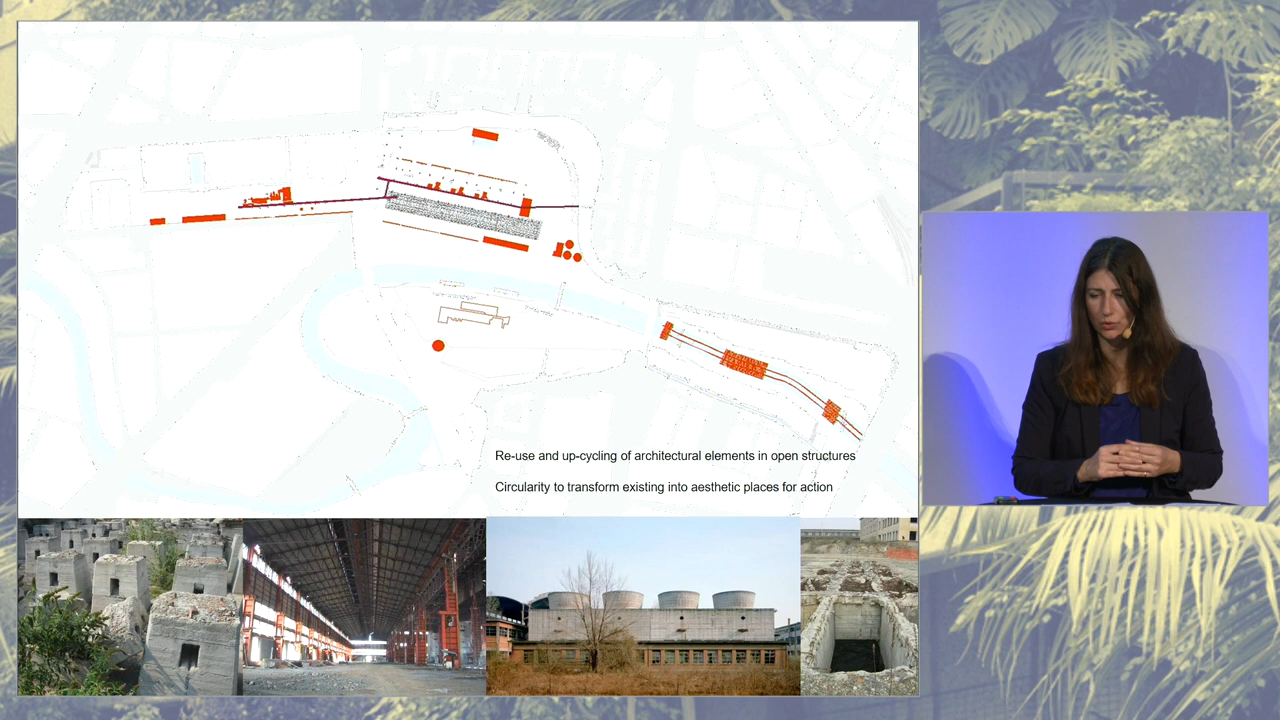 Re-use and up-cycling of architectural elements in open structures
Circularity to transform existing into aesthetic places for action